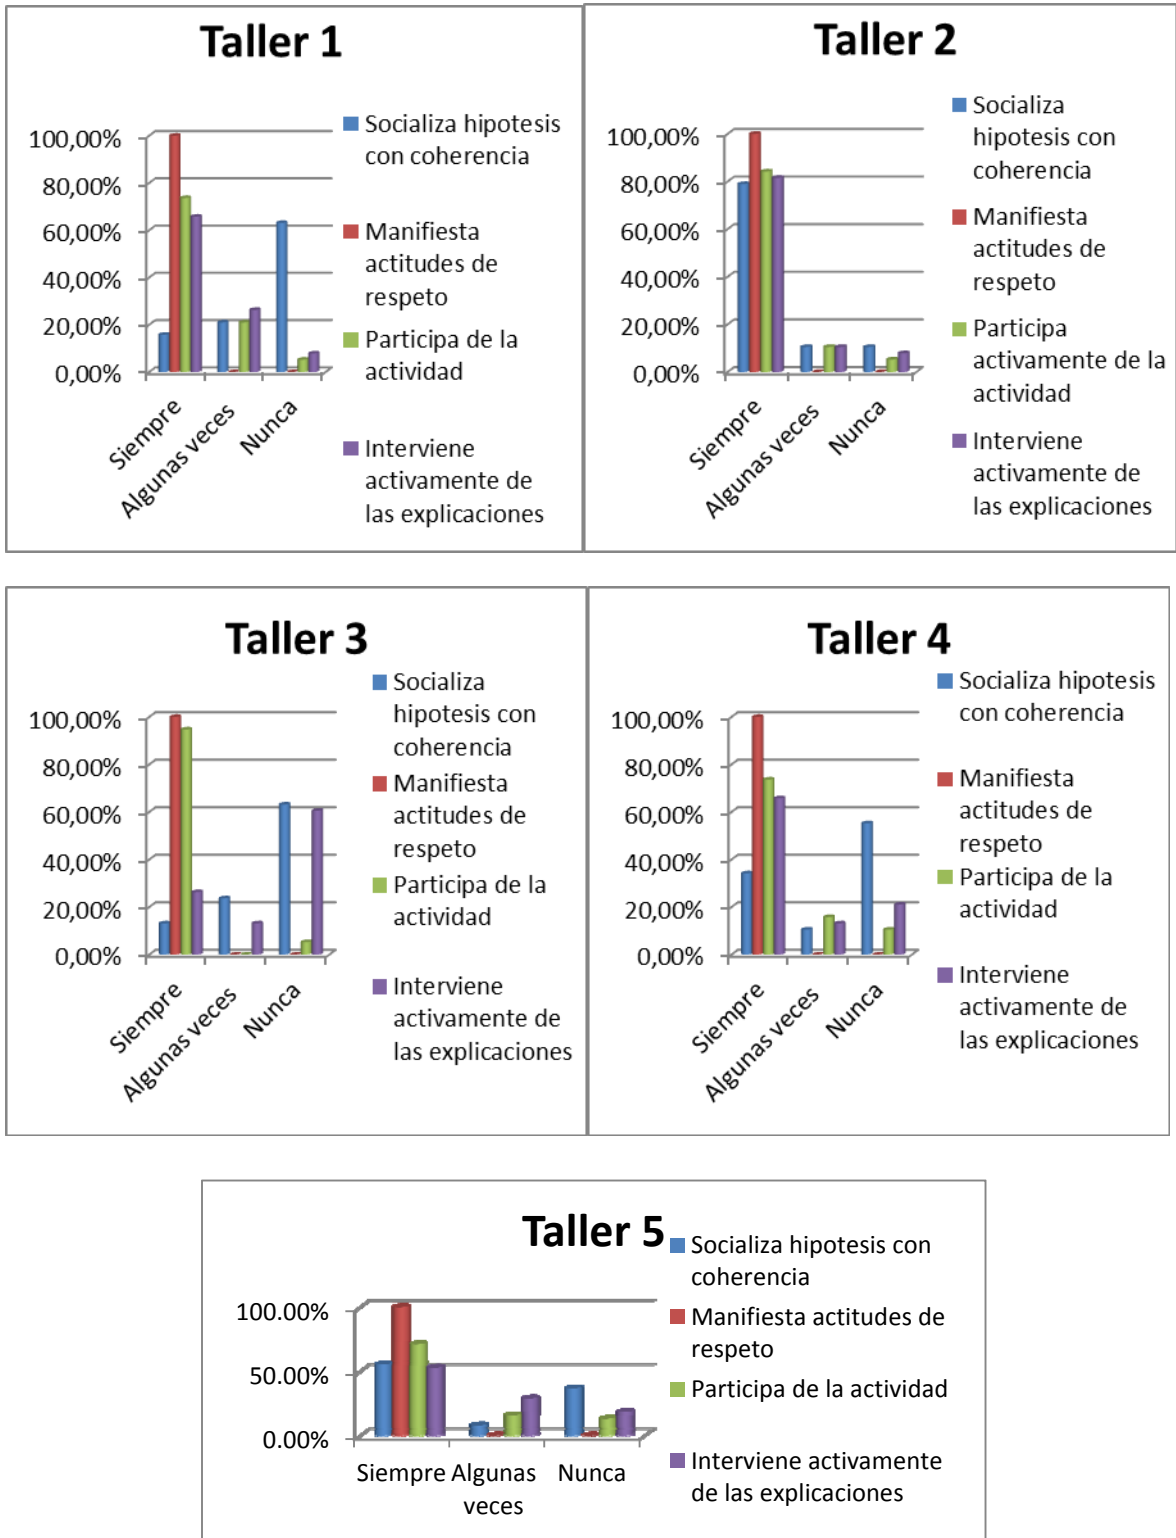 Taller 1
100,00%
80,00%
60,00%
40,00%
20,00%
0,00%
Siempre
Algunas veces
Nunca
Socializa hipotesis
con coherencia
Manifiesta
actitudes de
respeto
Participa de la
actividad
Interviene
activamente de
las explicaciones
Taller 2
100,00%
80,00%
60,00%
40,00%
20,00%
0,00%
Siempre
Algunas veces
Nunca
Socializa
hipotesis con
coherencia
Manifiesta
actitudes de
respeto
Participa
activamente de la
actividad
Interviene
activamente de
las explicaciones
Taller 3
100,00%
80,00%
60,00%
40,00%
20,00%
0,00%
Siempre
Algunas veces
Nunca
Socializa
hipotesis con
coherencia
Manifiesta
actitudes de
respeto
Participa de la
actividad
Interviene
activamente de
las explicaciones
Taller 4
100,00%
80,00%
60,00%
40,00%
20,00%
0,00%
Siempre
Algunas veces
Nunca
Socializa hipotesis
con coherencia
Manifiesta
actitudes de
respeto
Participa de la
actividad
Interviene
activamente de
las explicaciones
Taller 5
100.00%
50.00%
0.00%
Siempre Algunas Nunca
veces
Socializa hipotesis con
coherencia
Manifiesta actitudes de
respeto
Participa de la actividad
Interviene activamente
de las explicaciones